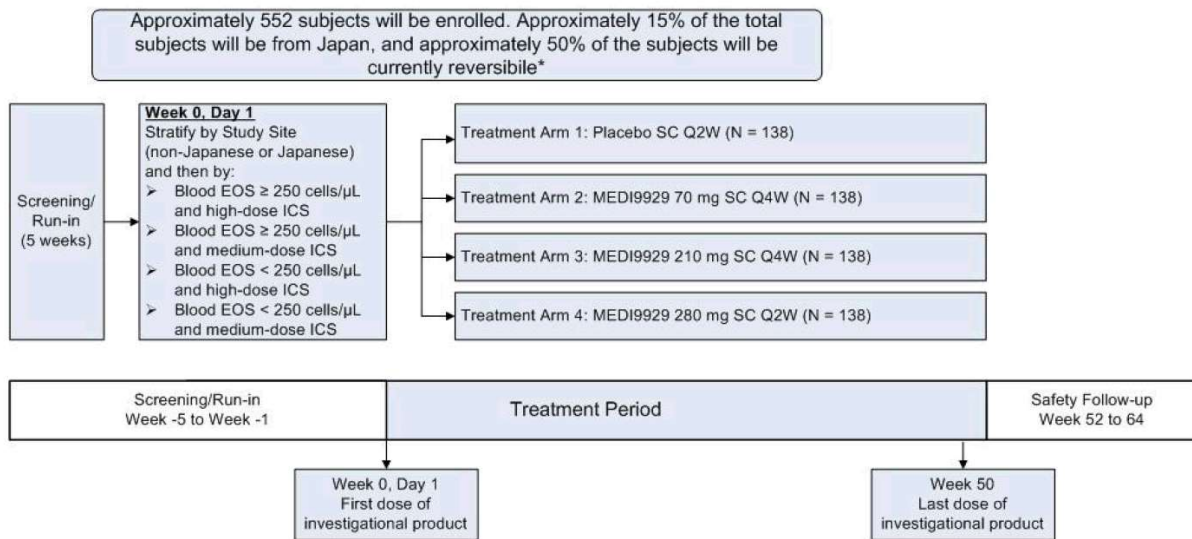 Approximately 552 subjects will be enrolled. Approximately 15% of the total
subjects will be from Japan, and approximately 50% of the subjects will be
currently reversibile*
Screening/
Run-in
(5 weeks)
Week 0, Day 1
Stratify by Study Site
(non-Japanese or Japanese)
and then by:
➢ Blood EOS ≥ 250 cells/µL
and high-dose ICS
➢ Blood EOS ≥ 250 cells/µL
and medium-dose ICS
➢ Blood EOS < 250 cells/µL
and high-dose ICS
➢ Blood EOS < 250 cells/µL
and medium-dose ICS
Treatment Arm 1: Placebo SC Q2W (N = 138)
Treatment Arm 2: MEDI9929 70 mg SC Q4W (N = 138)
Treatment Arm 3: MEDI9929 210 mg SC Q4W (N = 138)
Treatment Arm 4: MEDI9929 280 mg SC Q2W (N = 138)
Screening/Run-in
Week -5 to Week -1
Treatment Period
Safety Follow-up
Week 52 to 64
Week 0, Day 1
First dose of
investigational product
Week 50
Last dose of
investigational product